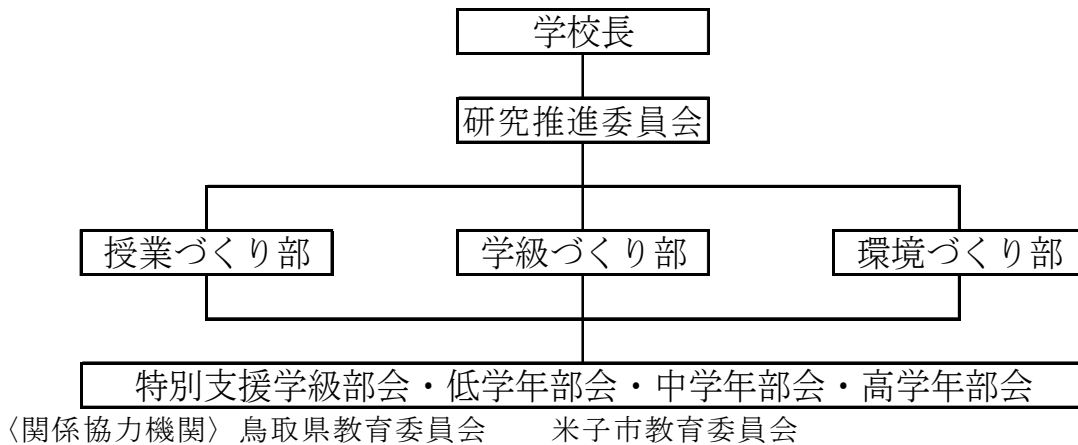 学校長
研究推進委員会
授業づくり部 学級づくり部 環境づくり部
特別支援学級部会・低学年部会・中学年部会・高学年部会
〈関係協力機関〉鳥取県教育委員会 米子市教育委員会